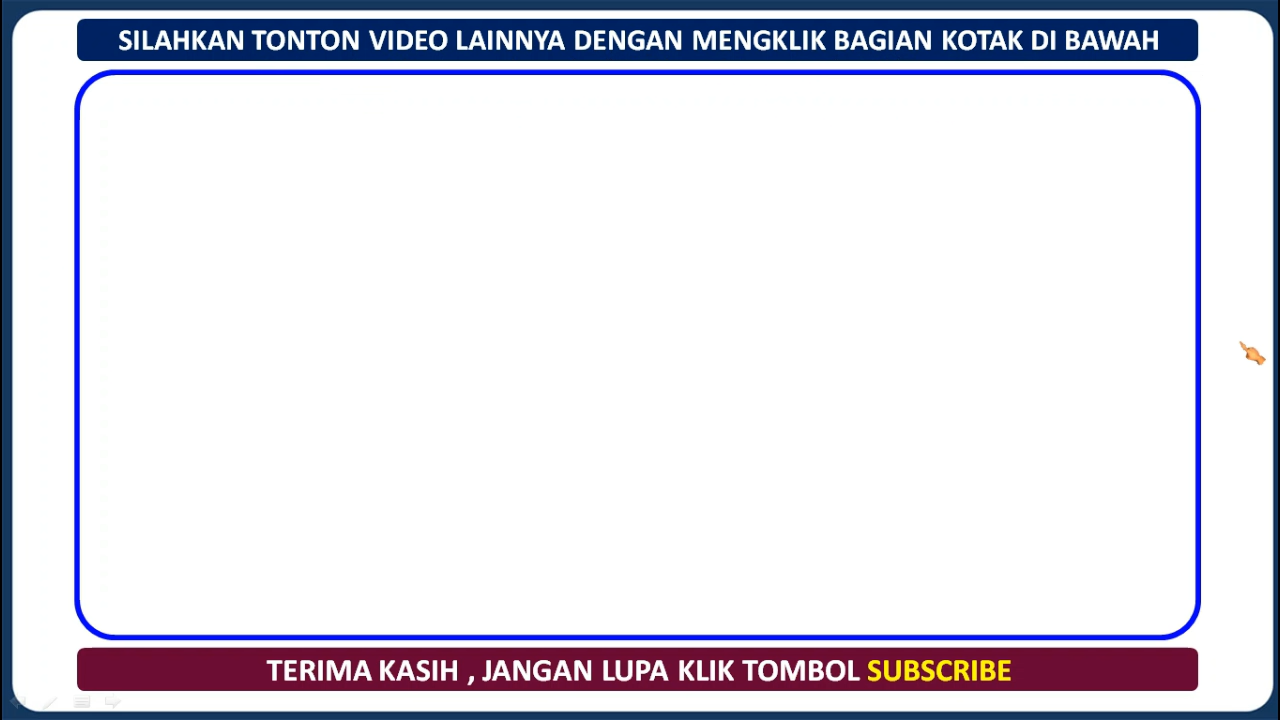 SILAHKAN TONTON VIDEO LAINNYA DENGAN MENGKLIK BAGIAN KOTAK DI BAWAH
TERIMA KASIH , JANGAN LUPA KLIK TOMBOL SUBSCRIBE